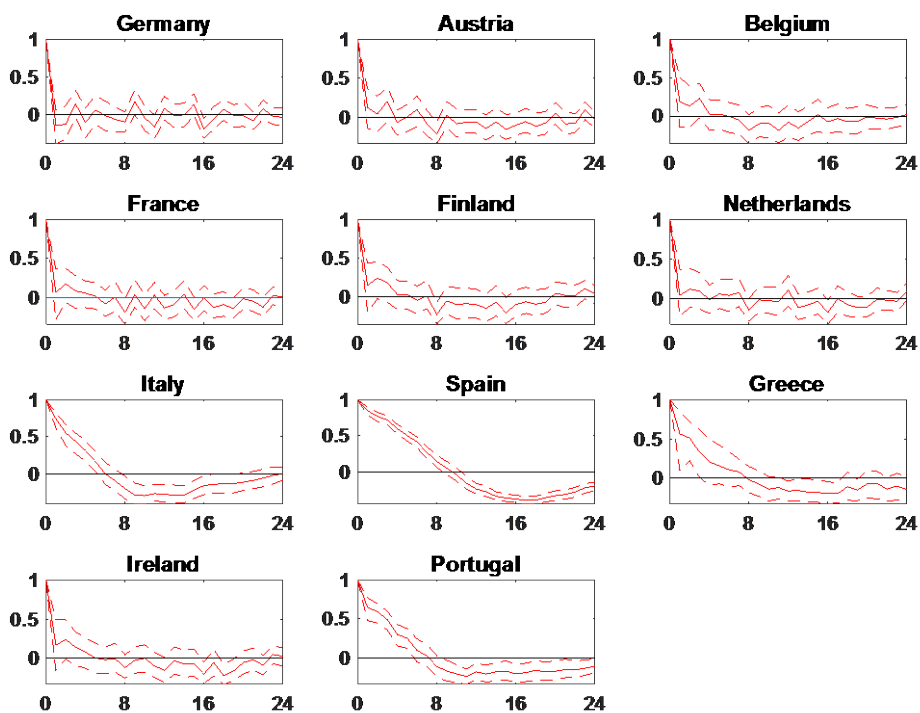 Germany Austria Belgium
1 1 1
0.5 0.5 0.5
0 0 0
0 8 16 24 0 8 16 24 0 8 16 24
France Finland Netherlands
1 1 1
0.5 0.5 0.5
0 0 0
0 8 16 24 0 8 16 24 0 8 16 24
Italy Spain Greece
1 1 1
0.5 0.5 0.5
0 0 0
0 8 16 24 0 8 16 24 0 8 16 24
Ireland Portugal
1 1
0.5 0.5
0 0
0 8 16 24 0 8 16 24